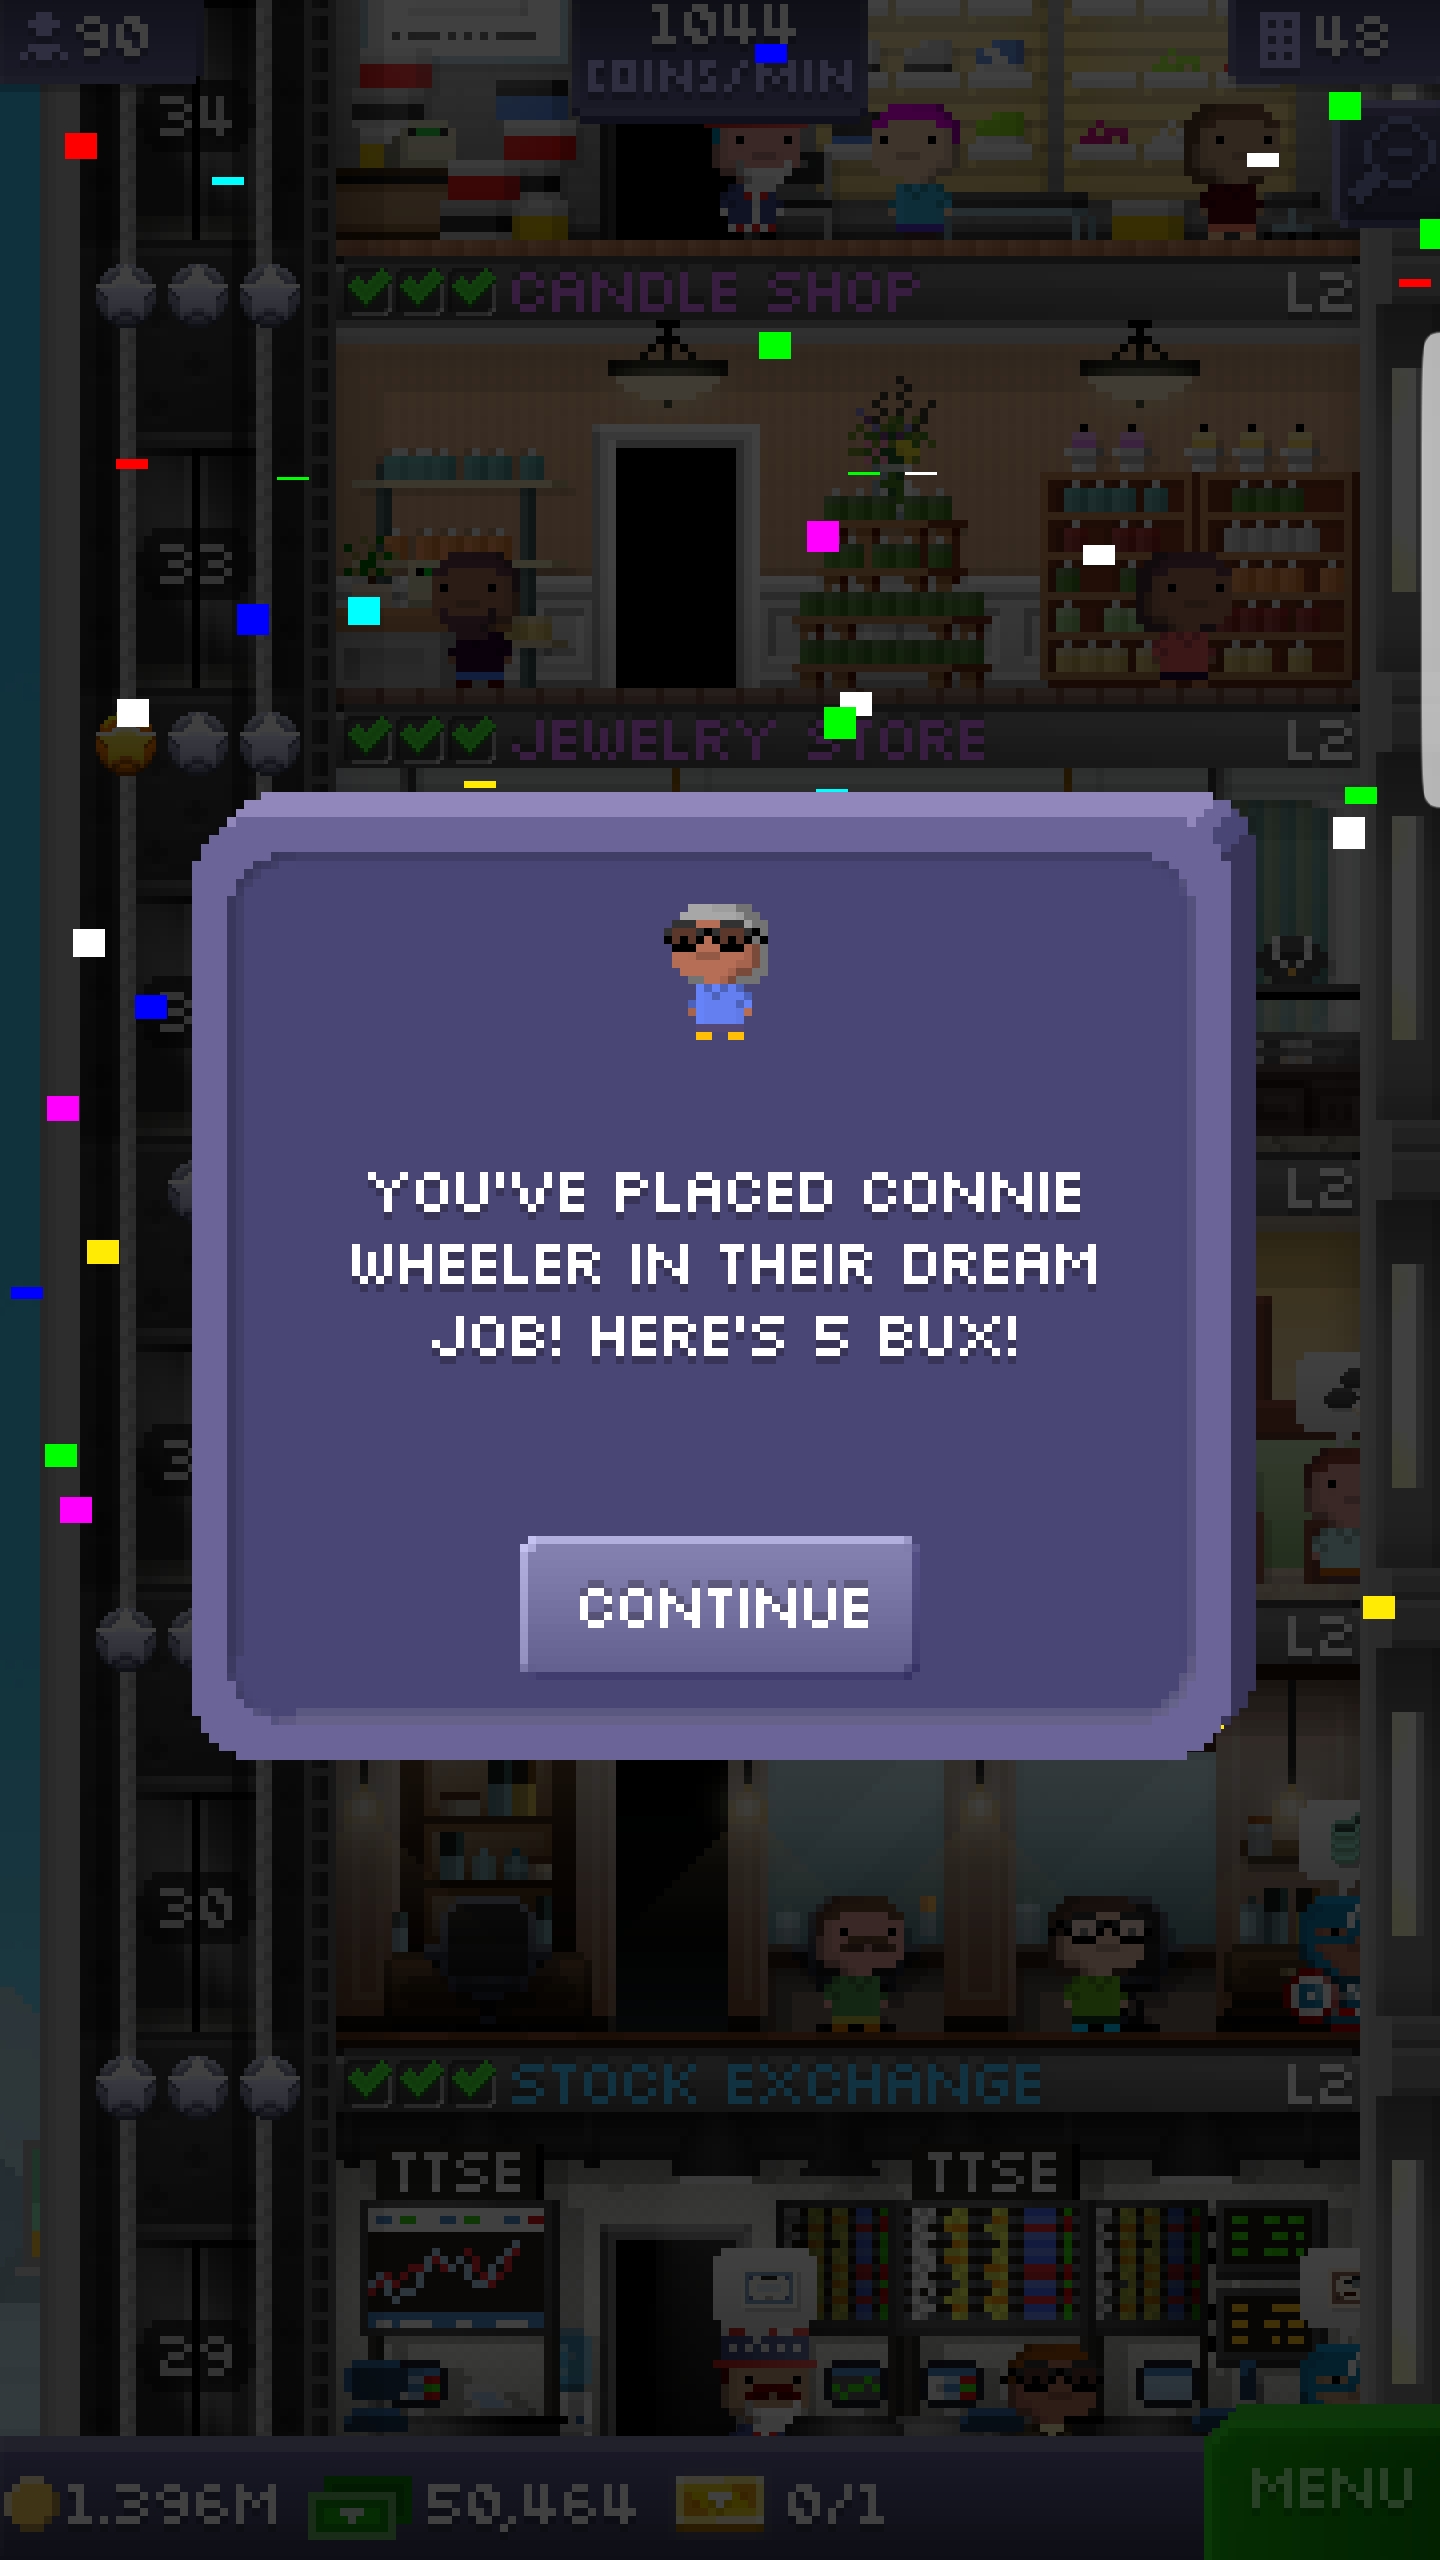 90
1044
COINS/MIN
48
34
CANDLE SHOP
L2
33
JEWELRY STORE
L2
YOU'VE PLACED CONNIE
WHEELER IN THEIR DREAM
JOB! HERE'S 5 BUX!
L2
CONTINUE
L2
30
STOCK EXCHANGE
L2
TTSE
TTSE
29
1.396M
50,464
0/1
MENU